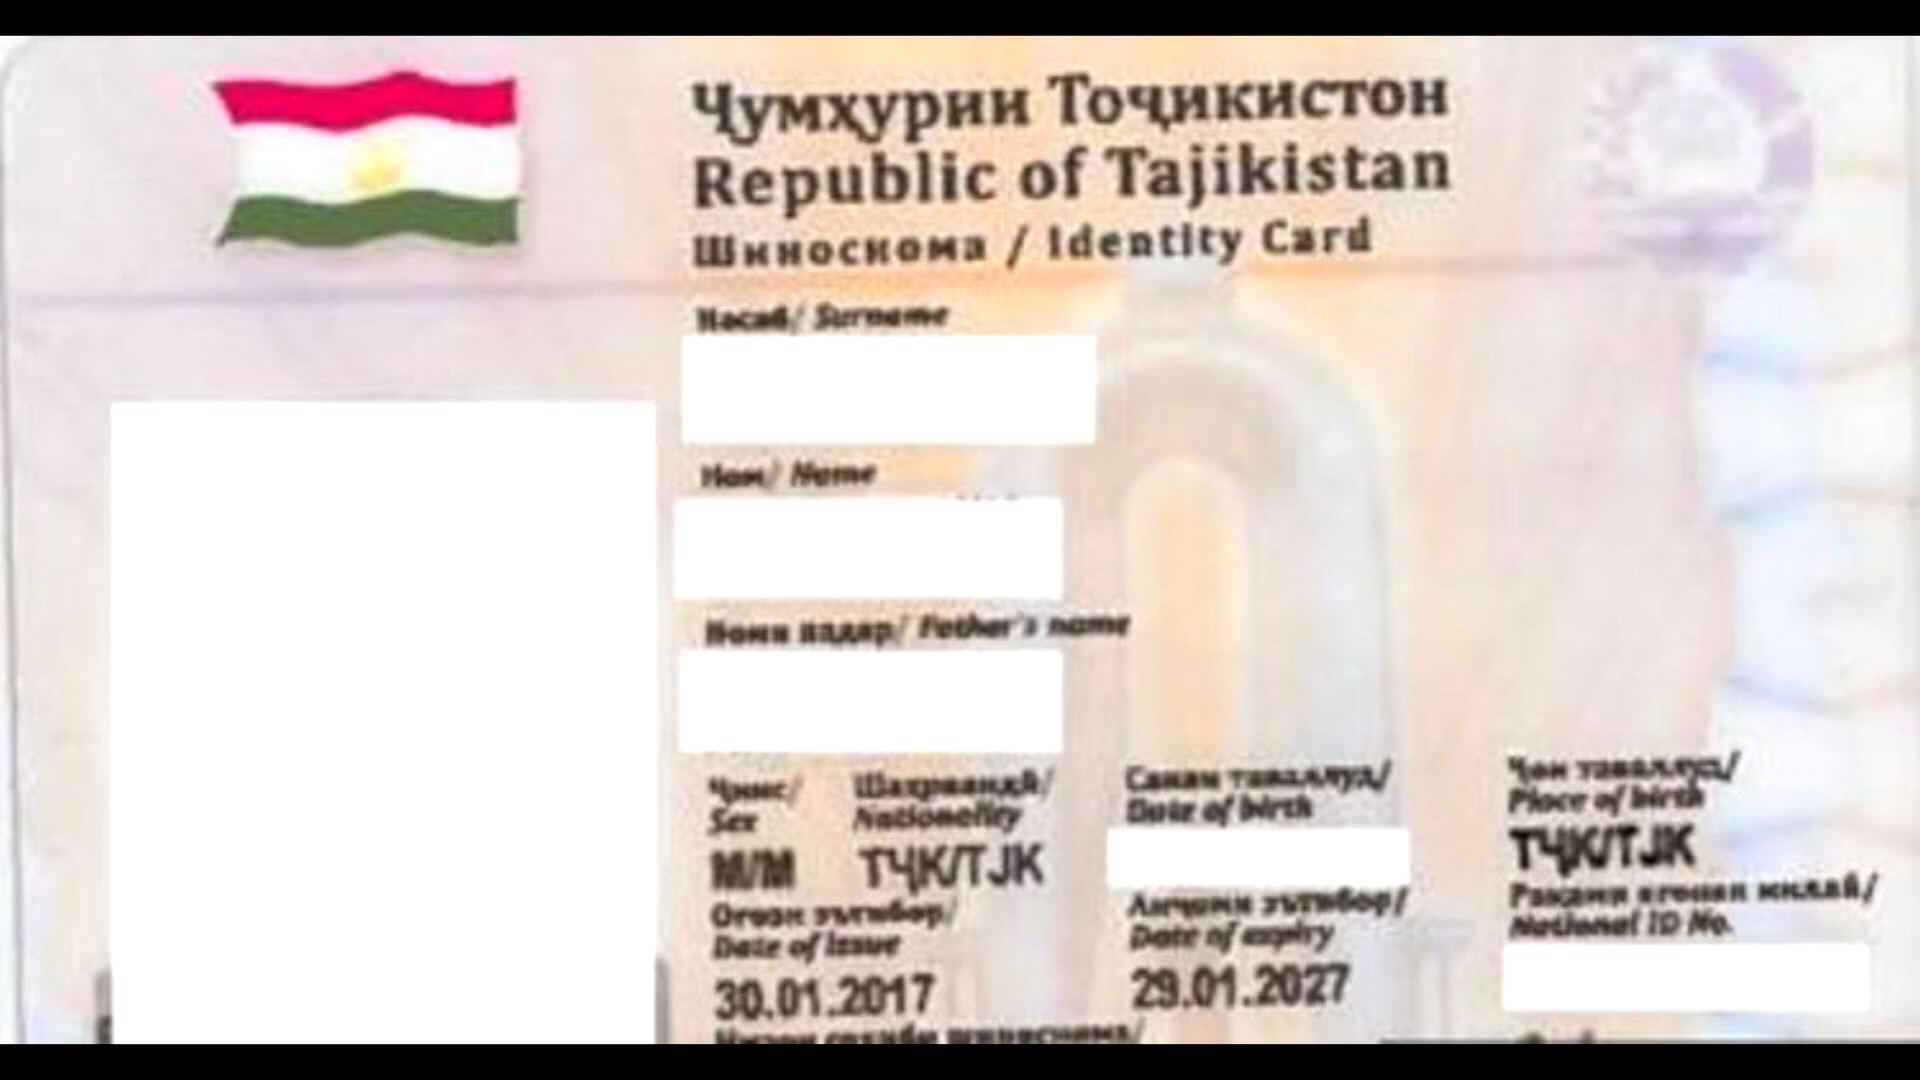 Ҷумҳурии Тоҷикистон
Republic of Tajikistan
Шиноснома / Identity Card
Насаб/ Surname
Ном/ Name
Номи падар/ Father's name
Ҷинс/ Sex
Шаҳрвандӣ/ Nationality
Санаи таваллуд/ Date of birth
Ҷои таваллуд/ Place of birth
М/M
ТҶК/TJK
ТҶК/TJK
Оғози эътибор/ Date of issue
Анҷоми эътибор/ Date of expiry
Рақами ягонаи миллӣ/ National ID No.
30.01.2017
29.01.2027